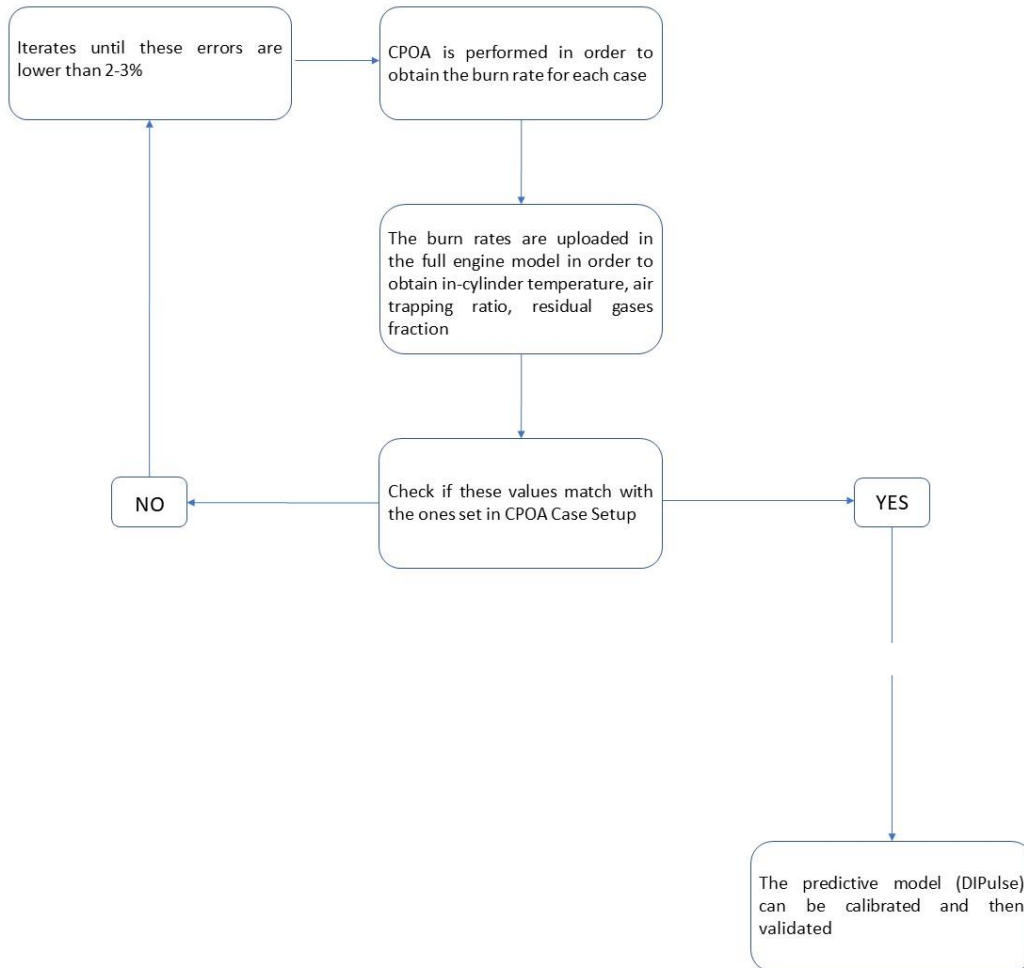 Iterates until these errors are
lower than 2-3%
CPOA is performed in order to
obtain the burn rate for each case
The burn rates are uploaded in
the full engine model in order to
obtain in-cylinder temperature, air
trapping ratio, residual gases
fraction
Check if these values match with
the ones set in CPOA Case Setup
NO
YES
The predictive model (DIPulse)
can be calibrated and then
validated